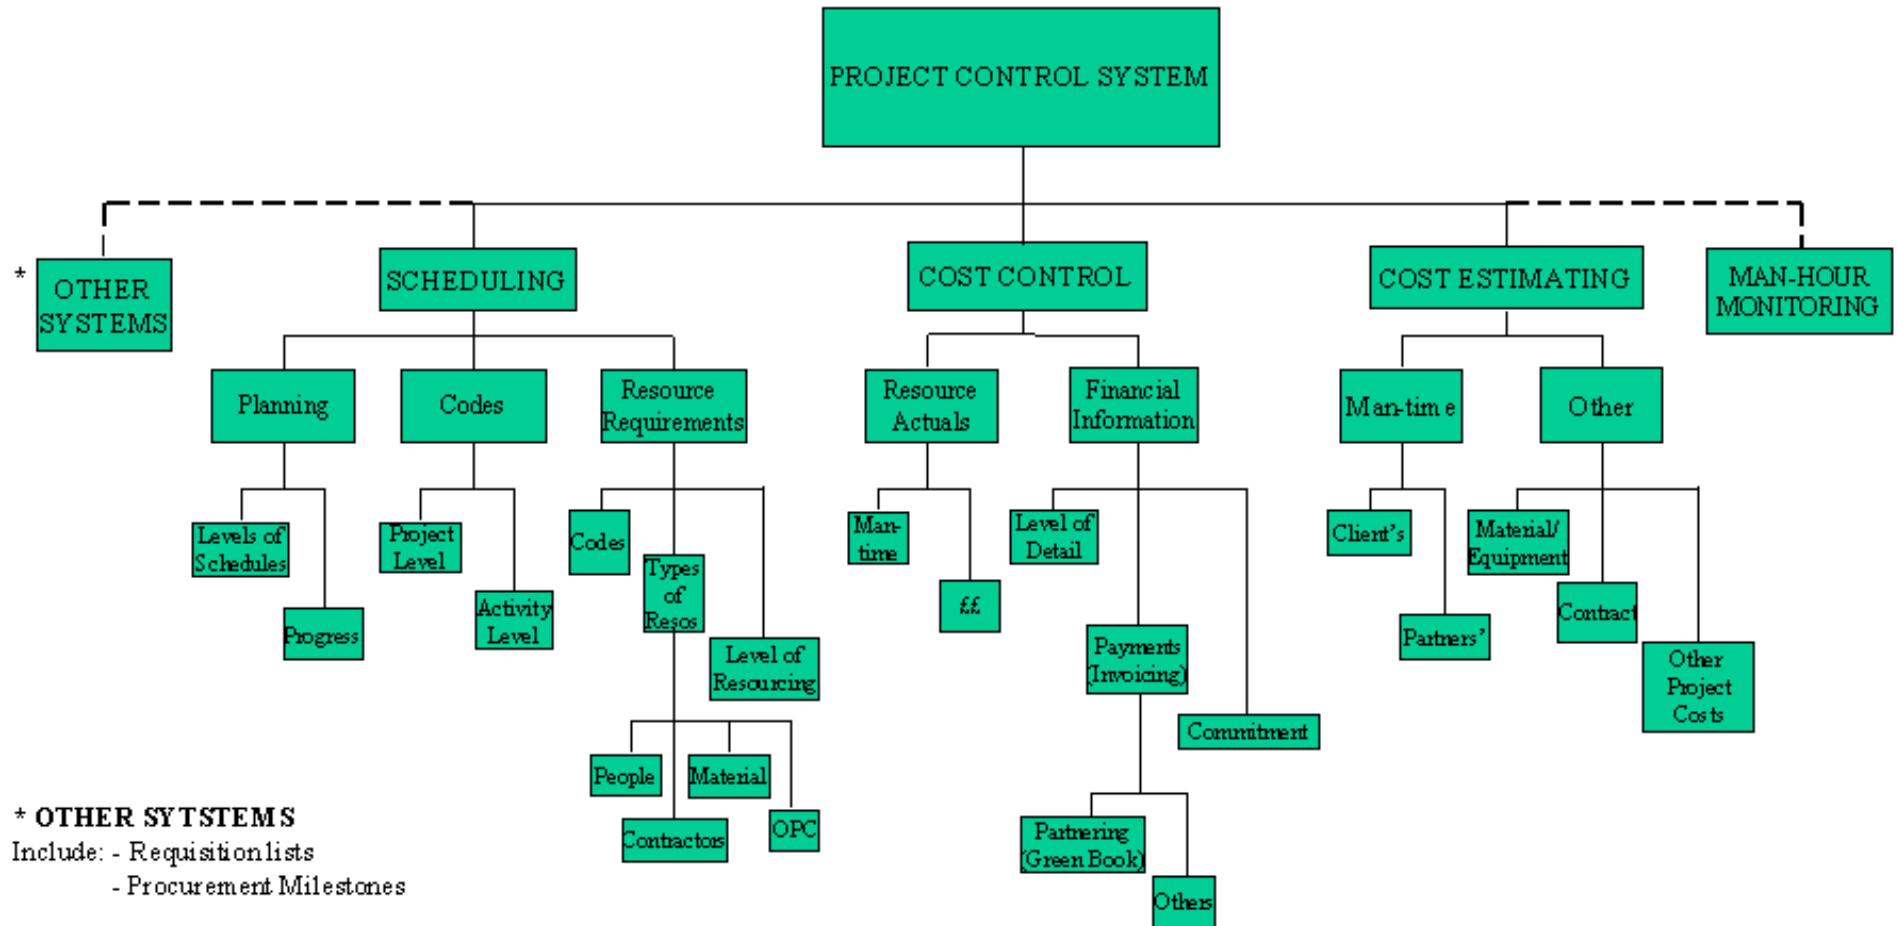 PROJECT CONTROL SYSTEM
*
OTHER
SYSTEMS
SCHEDULING
COST CONTROL
COST ESTIMATING
MAN-HOUR
MONITORING
Planning
Codes
Resource
Requirements
Resource
Actuals
Financial
Information
Man-time
Other
Levels of
Schedules
Progress
Project
Level
Activity
Level
Codes
Types
of
Resos
Level of
Resourcing
People
Material
Contractors
OPC
Man-
time
££
Level of
Detail
Payments
(Invoicing)
Commitment
Partnering
(Green Book)
Others
Client's
Partners'
Material/
Equipment
Contract
Other
Project
Costs
* OTHER SYTSTEMS
Include: - Requisition lists
- Procurement Milestones